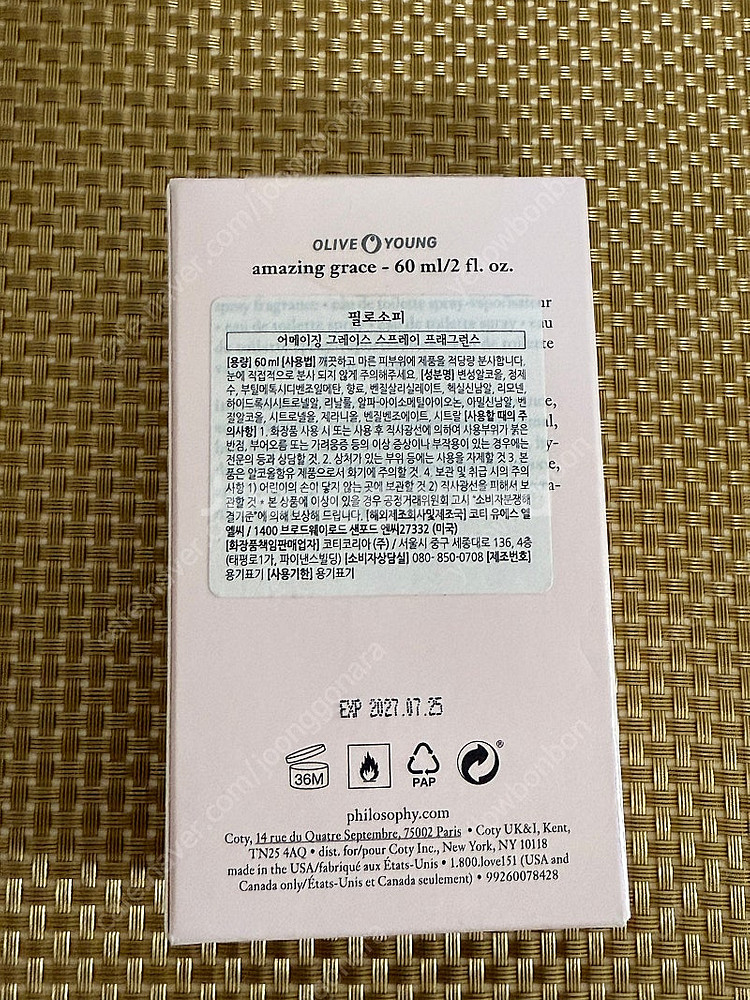 OLIVE YOUNG
amazing grace - 60 ml/2 fl. oz.
필로소피
어메이징 그레이스 스프레이 프래그런스
[용량] 60 ml [사용법] 깨끗하고 마른 피부위에 제품을 적당량 분사합니다.
눈에 직접적으로 분사 되지 않게 주의해주세요. [성분명] 변성알코올, 정제
수, 부틸메톡시디벤조일메탄, 향료, 벤질살리실레이트, 헥실신남알, 리모넨,
하이드록시시트로넬알, 리날룰, 알파-아이소메틸아이오논, 아밀신남알, 벤
질알코올, 시트로넬올, 제라니올, 벤질벤조에이트, 시트랄 [사용할 때의 주
의사항] 1. 화장품 사용 시 또는 사용 후 직사광선에 의하여 사용부위가 붉은
반점, 부어오름 또는 가려움증 등의 이상 증상이나 부작용이 있는 경우에는
전문의 등과 상담할 것. 2. 상처가 있는 부위 등에는 사용을 자제할 것 3. 본
품은 알코올함유 제품으로서 화기에 주의할 것. 4. 보관 및 취급 시의 주의
사항 1) 어린이의 손이 닿지 않는 곳에 보관할 것 2) 직사광선을 피해서 보
관할 것 * 본 상품에 이상이 있을 경우 공정거래위원회 고시 "소비자분쟁해
결기준"에 의해 보상해 드립니다. [해외제조회사및제조국] 코티 유에스 엘
엘씨 / 1400 브로드웨이로드 샌포드 엔씨27332 (미국)
[화장품책임판매업자] 코티코리아 (주) / 서울시 중구 세종대로 136, 4층
(태평로1가, 파이낸스빌딩) [소비자상담실] 080- 850-0708 [제조번호]
용기표기 [사용기한] 용기표기
EXP 2027.07.25
36M
PAP
®
philosophy.com
Coty, 14 rue du Quatre Septembre, 75002 Paris • Coty UK&I, Kent,
TN25 4AQ • dist. for/pour Coty Inc., New York, NY 10118
made in the USA/fabriqué aux États-Unis • 1.800.love151 (USA and
Canada only/États-Unis et Canada seulement) • 99260078428